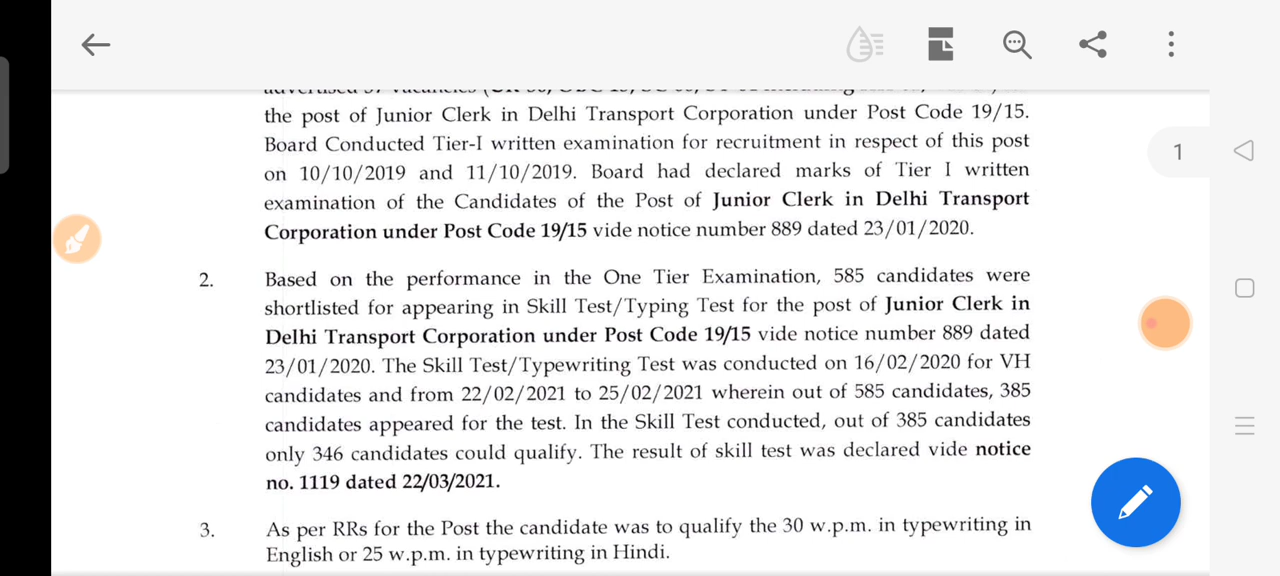 the post of Junior Clerk in Delhi Transport Corporation under Post Code 19/15.
Board Conducted Tier-I written examination for recruitment in respect of this post
on 10/10/2019 and 11/10/2019. Board had declared marks of Tier I written
examination of the Candidates of the Post of Junior Clerk in Delhi Transport
Corporation under Post Code 19/15 vide notice number 889 dated 23/01/2020.
1
2. Based on the performance in the One Tier Examination, 585 candidates were
shortlisted for appearing in Skill Test/Typing Test for the post of Junior Clerk in
Delhi Transport Corporation under Post Code 19/15 vide notice number 889 dated
23/01/2020. The Skill Test/Typewriting Test was conducted on 16/02/2020 for VH
candidates and from 22/02/2021 to 25/02/2021 wherein out of 585 candidates, 385
candidates appeared for the test. In the Skill Test conducted, out of 385 candidates
only 346 candidates could qualify. The result of skill test was declared vide notice
no. 1119 dated 22/03/2021.
3. As per RRs for the Post the candidate was to qualify the 30 w.p.m. in typewriting in
English or 25 w.p.m. in typewriting in Hindi.